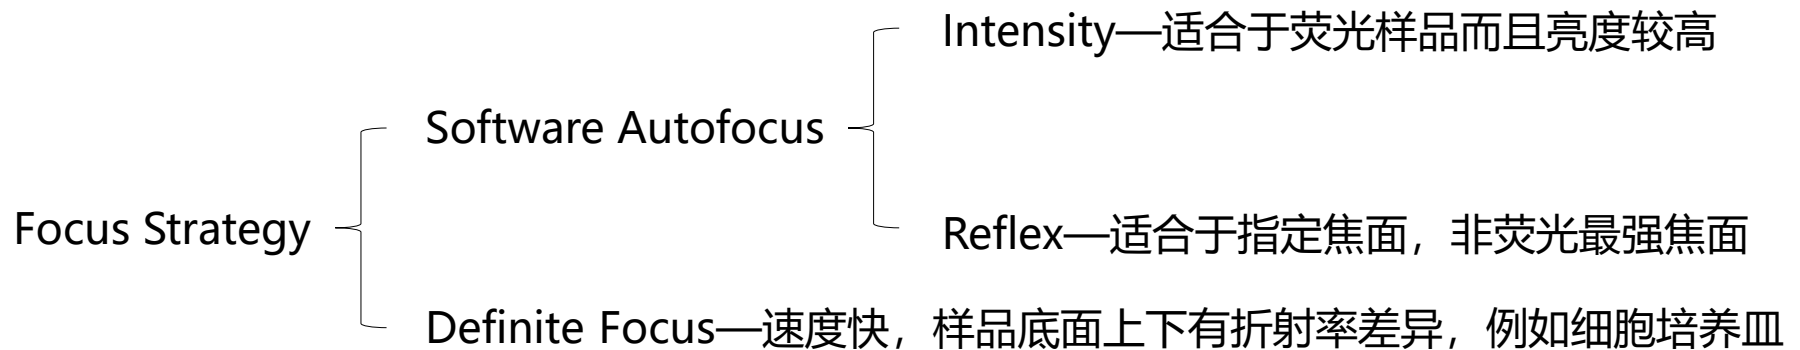 Intensity—适合于荧光样品而且亮度较高
Software Autofocus
Focus Strategy
Reflex—适合于指定焦面，非荧光最强焦面
Definite Focus—速度快，样品底面上下有折射率差异，例如细胞培养皿